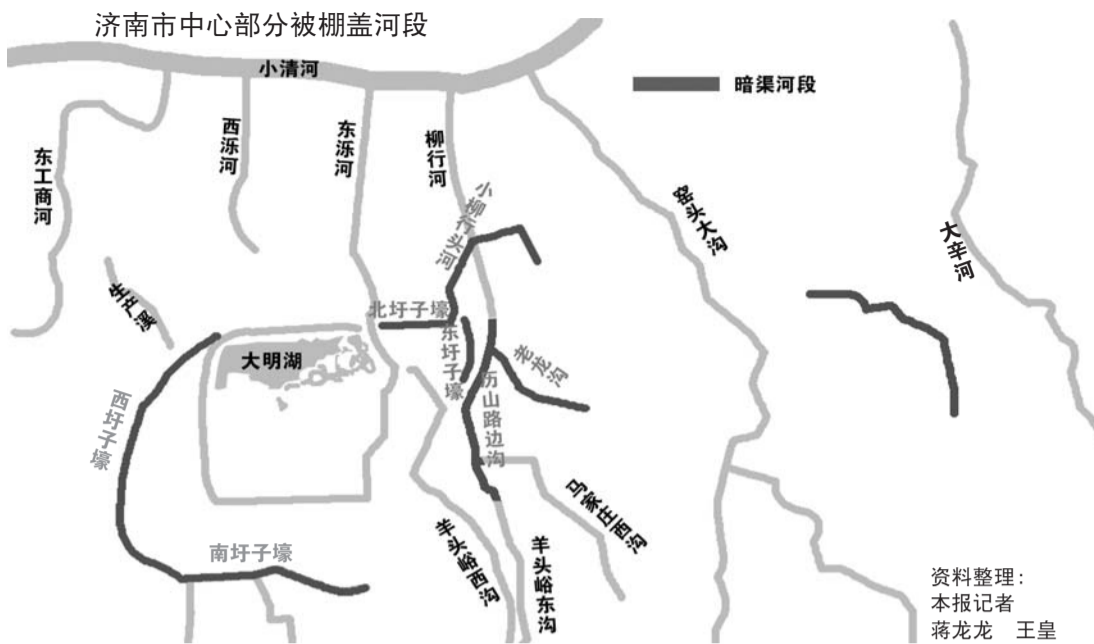 济南市中心部分被棚盖河段
小清河
暗渠河段
东工商河
西泺河
东泺河
柳行河
小柳行头河
窑头大沟
大辛河
生产溪
北圩子壕
大明湖
东圩子壕
老龙沟
历山路边沟
西圩子壕
马家庄西沟
南圩子壕
羊头峪西沟
羊头峪东沟
资料整理：
本报记者
蒋龙龙 王皇